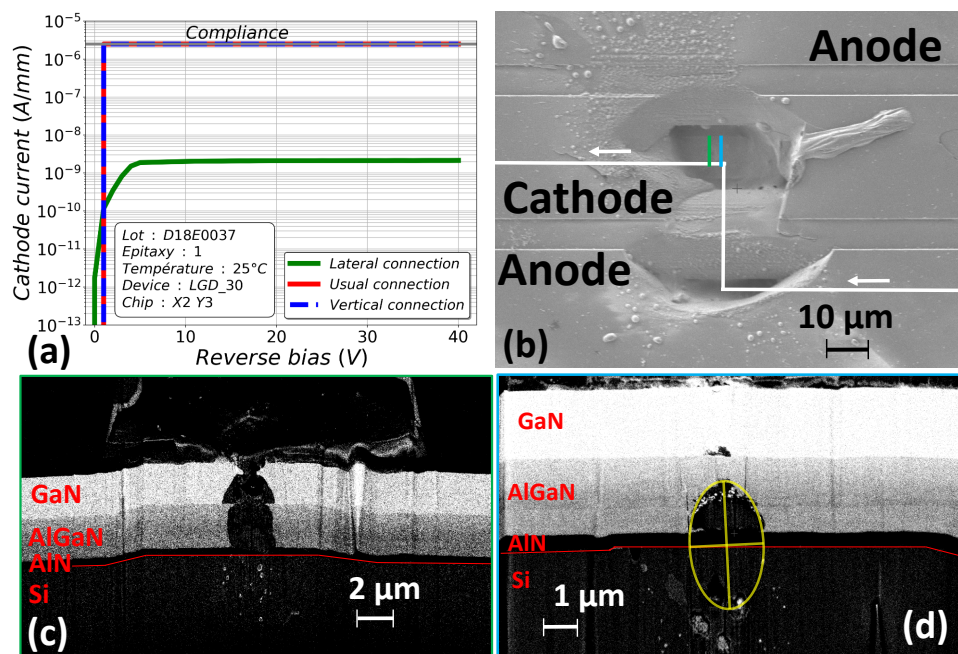 Cathode current (A/mm)
10⁻⁵
10⁻⁶
10⁻⁷
10⁻⁸
10⁻⁹
10⁻¹⁰
10⁻¹¹
10⁻¹²
10⁻¹³
Compliance
Lot : D18E0037
Epitaxy : 1
Température : 25°C
Device : LGD_30
Chip : X2 Y3
Lateral connection
Usual connection
Vertical connection
0 10 20 30 40
Reverse bias (V)
(a)
Anode
Cathode
Anode
10 µm
(b)
GaN
AlGaN
AlN
Si
2 µm
(c)
GaN
AlGaN
AlN
Si
1 µm
(d)